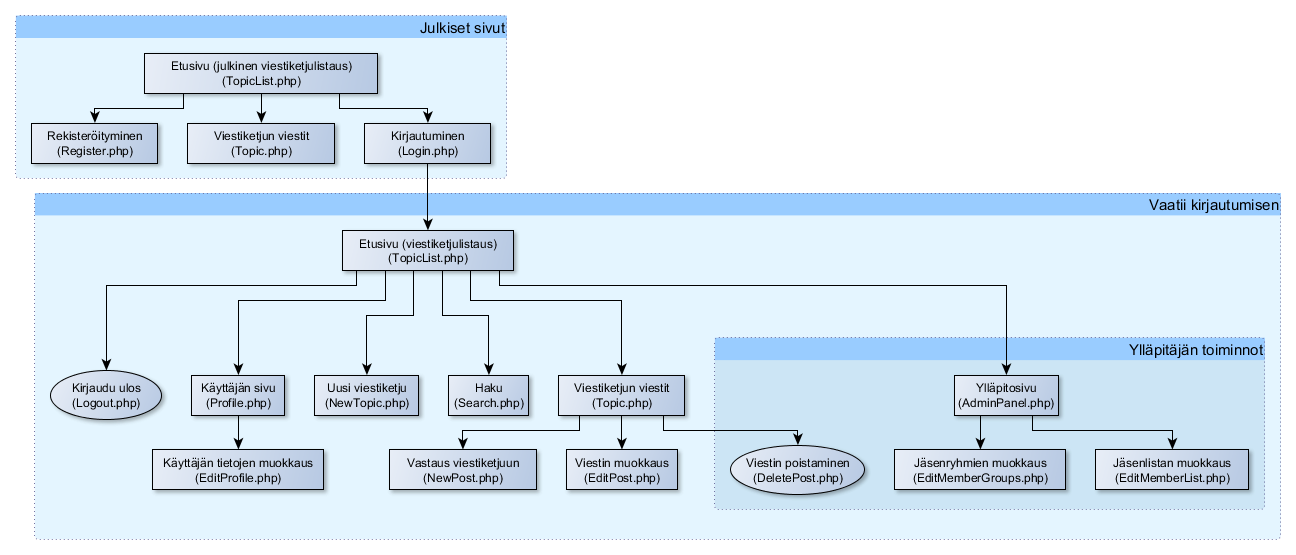 Julkiset sivut
Etusivu (julkinen viestiketjulistaus)
(TopicList.php)
Rekisteröityminen
(Register.php)
Viestiketjun viestit
(Topic.php)
Kirjautuminen
(Login.php)
Vaatii kirjautumisen
Etusivu (viestiketjulistaus)
(TopicList.php)
Ylläpitäjän toiminnot
Kirjaudu ulos
(Logout.php)
Käyttäjän sivu
(Profile.php)
Uusi viestiketju
(NewTopic.php)
Haku
(Search.php)
Viestiketjun viestit
(Topic.php)
Ylläpitosivu
(AdminPanel.php)
Käyttäjän tietojen muokkaus
(EditProfile.php)
Vastaus viestiketjuun
(NewPost.php)
Viestin muokkaus
(EditPost.php)
Viestin poistaminen
(DeletePost.php)
Jäsenryhmien muokkaus
(EditMemberGroups.php)
Jäsenlistan muokkaus
(EditMemberList.php)